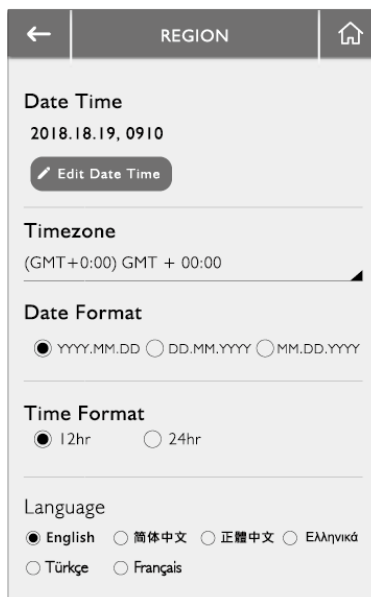 REGION
Date Time
2018.18.19, 0910
Edit Date Time
Timezone
(GMT+0:00) GMT + 00:00
Date Format
YYYY.MM.DD DD.MM.YYYY MM.DD.YYYY
Time Format
12hr 24hr
Language
English 简体中文 正體中文 Ελληνικά
Türkçe Français